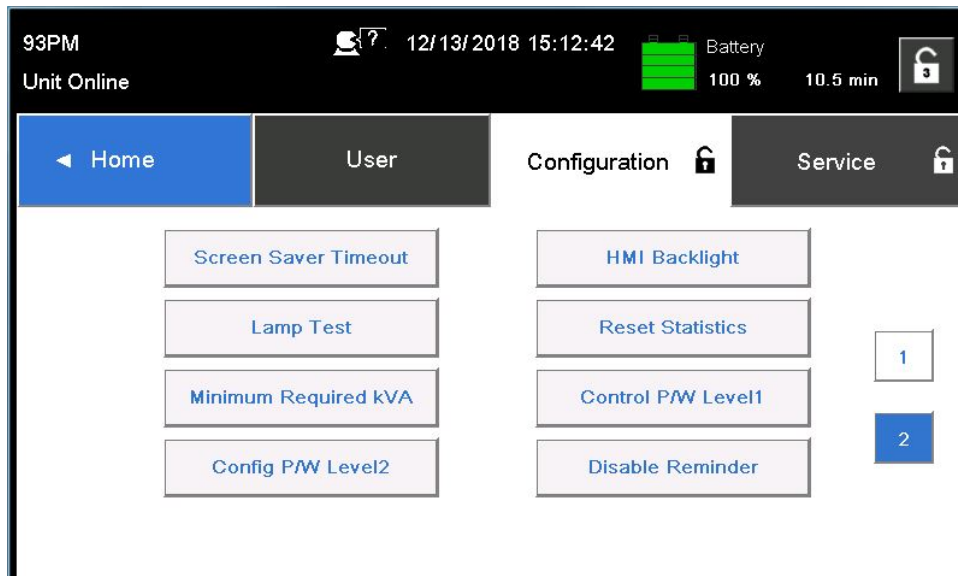 93PM
? 12/13/2018 15:12:42
Battery
Unit Online
100 % 10.5 min
3
◄ Home User Configuration Service
Screen Saver Timeout HMI Backlight
Lamp Test Reset Statistics
1
Minimum Required kVA Control P/W Level1
2
Config P/W Level2 Disable Reminder